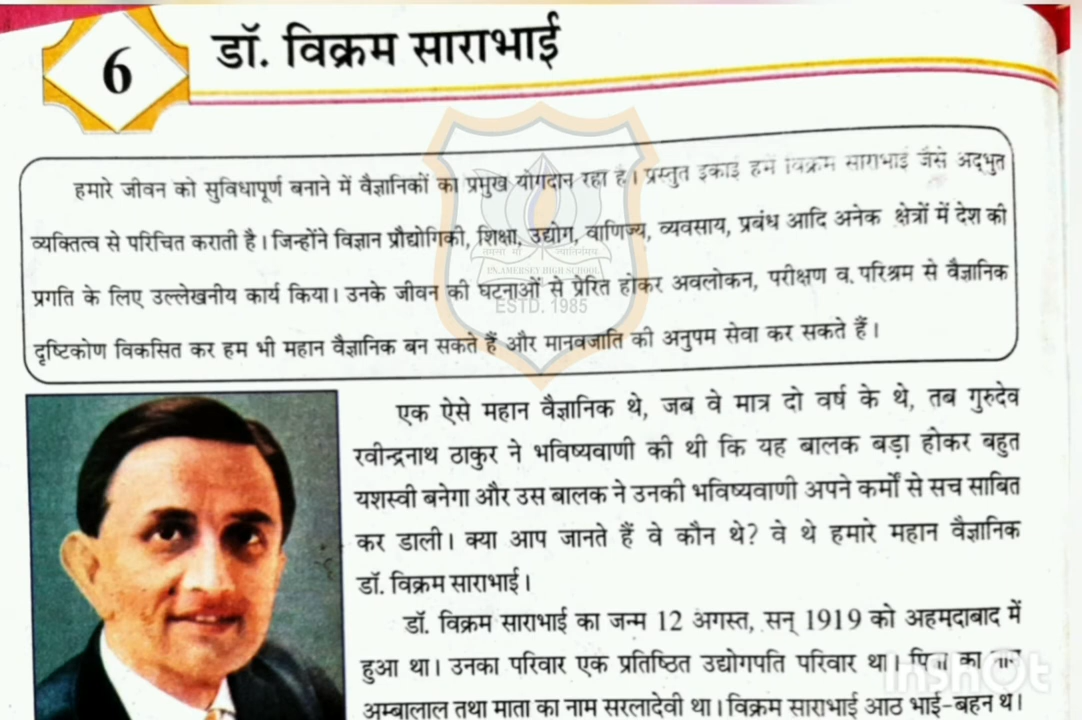 6
डॉ. विक्रम साराभाई
हमारे जीवन को सुविधापूर्ण बनाने में वैज्ञानिकों का प्रमुख योगदान रहा है। प्रस्तुत इकाई हमें विक्रम साराभाई जैसे अद्भुत
व्यक्तित्व से परिचित कराती है। जिन्होंने विज्ञान प्रौद्योगिकी, शिक्षा, उद्योग, वाणिज्य, व्यवसाय, प्रबंध आदि अनेक क्षेत्रों में देश की
प्रगति के लिए उल्लेखनीय कार्य किया। उनके जीवन की घटनाओं से प्रेरित होकर अवलोकन, परीक्षण व. परिश्रम से वैज्ञानिक
दृष्टिकोण विकसित कर हम भी महान वैज्ञानिक बन सकते हैं और मानवजाति की अनुपम सेवा कर सकते हैं।
HIGH SCHOOL
ESTD. 1985
एक ऐसे महान वैज्ञानिक थे, जब वे मात्र दो वर्ष के थे, तब गुरुदेव
रवीन्द्रनाथ ठाकुर ने भविष्यवाणी की थी कि यह बालक बड़ा होकर बहुत
यशस्वी बनेगा और उस बालक ने उनकी भविष्यवाणी अपने कर्मों से सच साबित
कर डाली। क्या आप जानते हैं वे कौन थे? वे थे हमारे महान वैज्ञानिक
डॉ. विक्रम साराभाई।
डॉ. विक्रम साराभाई का जन्म 12 अगस्त, सन् 1919 को अहमदाबाद में
हुआ था। उनका परिवार एक प्रतिष्ठित उद्योगपति परिवार था। पिता का नाम
अम्बालाल तथा माता का नाम सरलादेवी था। विक्रम साराभाई आठ भाई-बहन थे।
InShOt